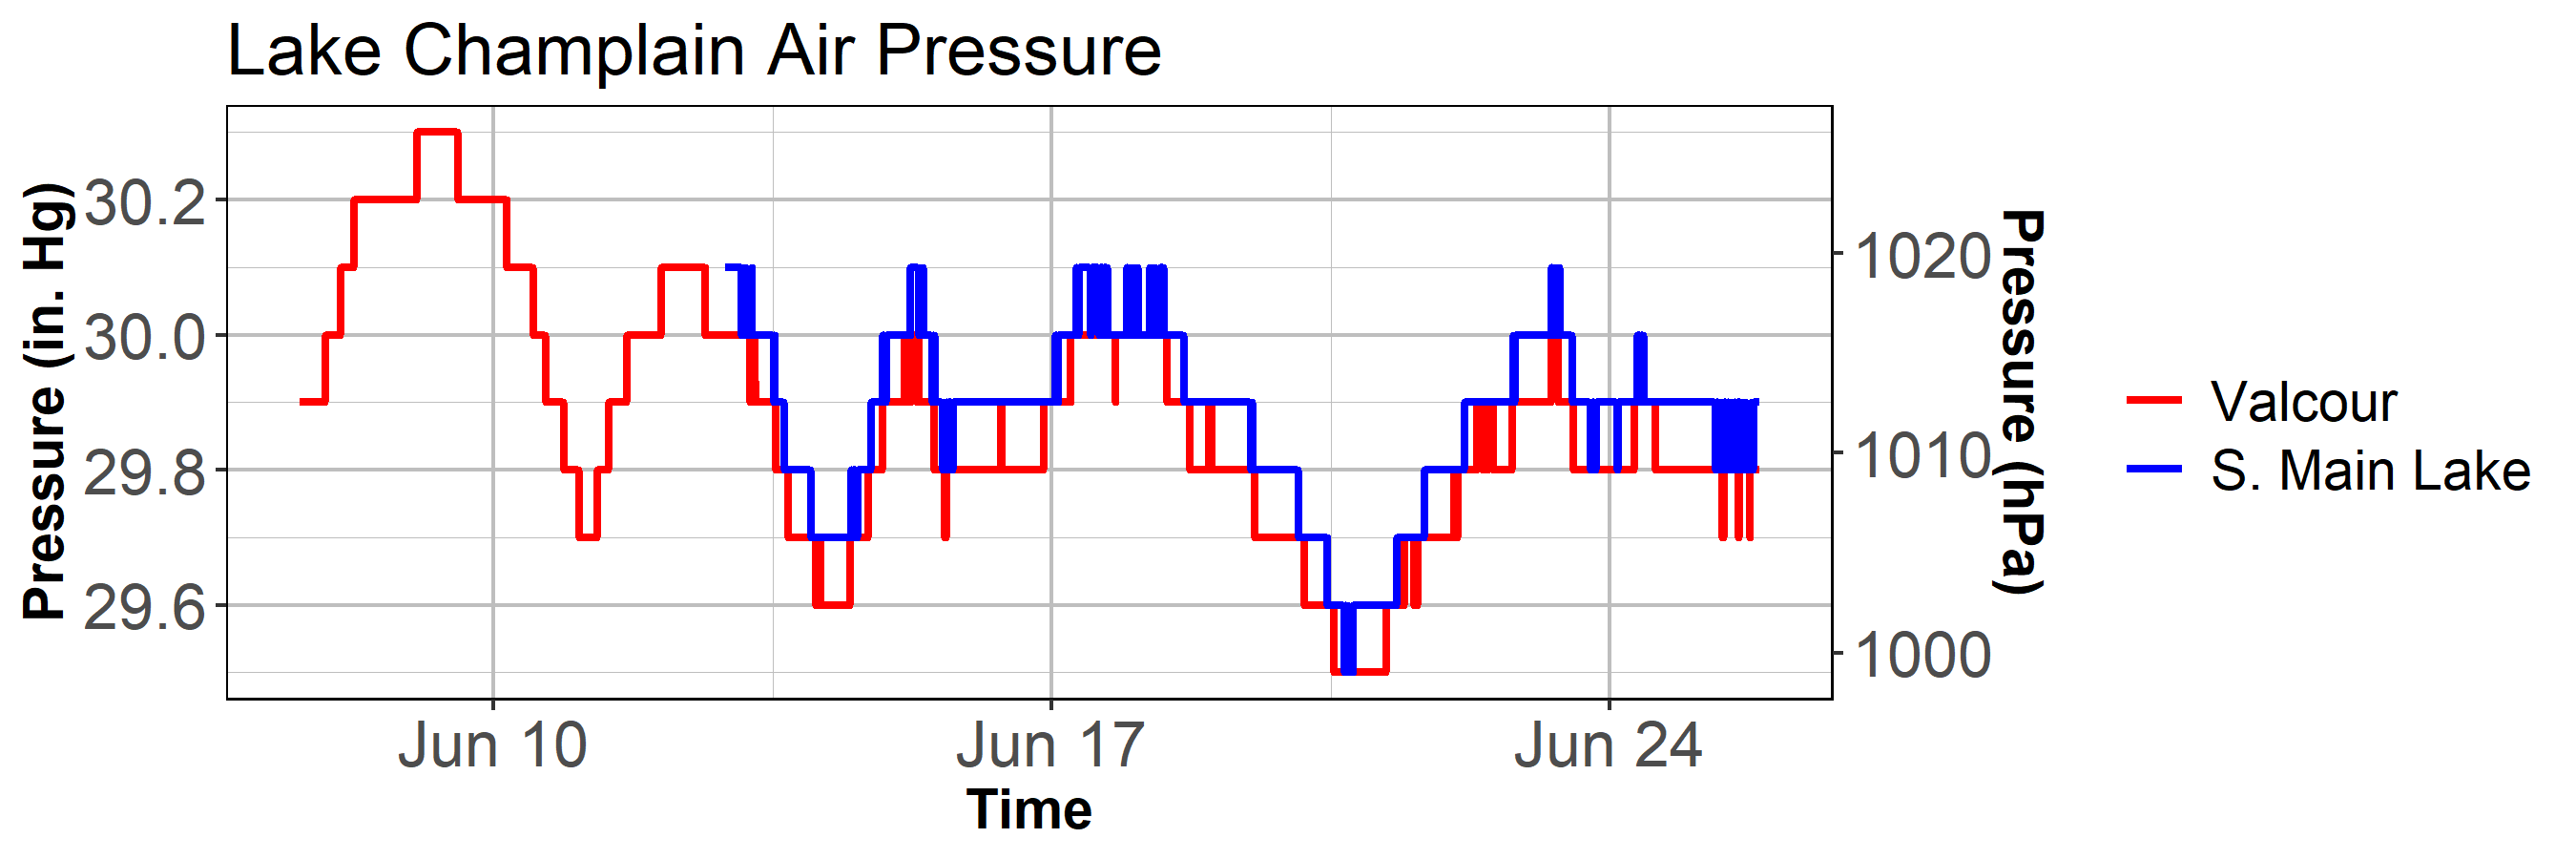 Lake Champlain Air Pressure
Pressure (in. Hg)
30.2
30.0
29.8
29.6
1020
1010
1000
Pressure (hPa)
Jun 10
Jun 17
Jun 24
Time
Valcour
S. Main Lake